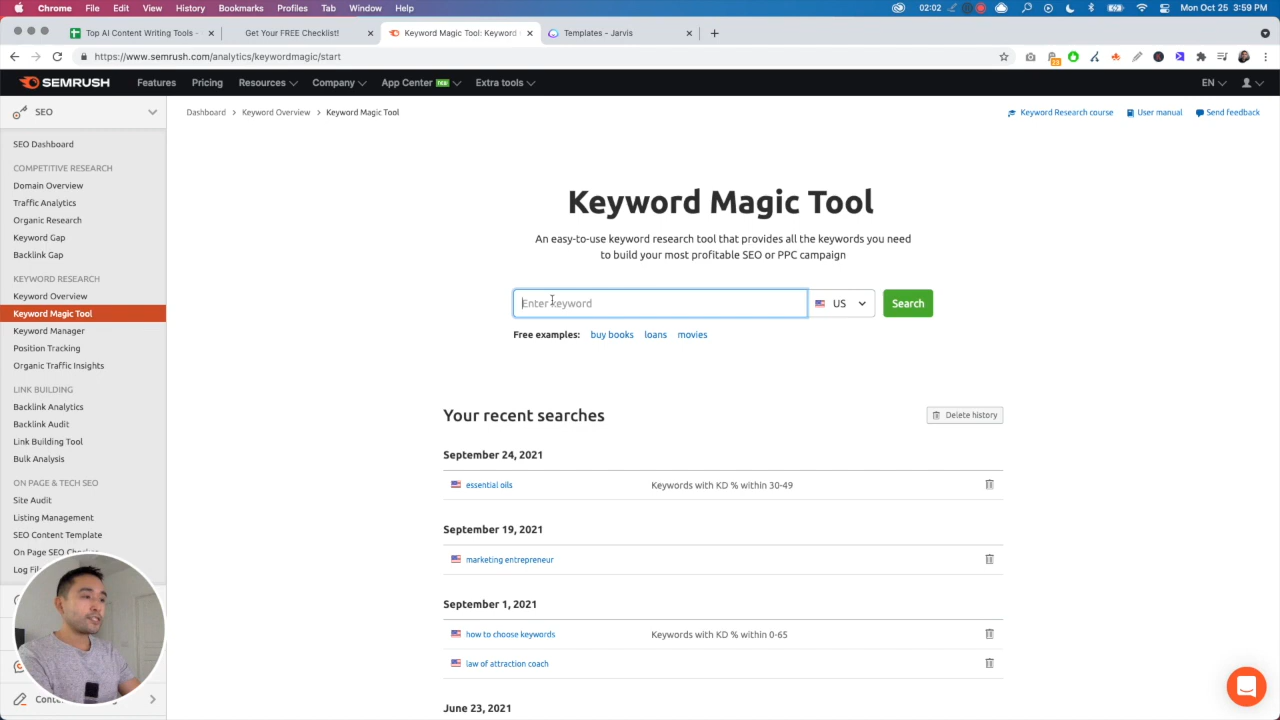 Chrome File Edit View History Bookmarks Profiles Tab Window Help 02:02 Mon Oct 25 3:59 PM
Top AI Content Writing Tools - Get Your FREE Checklist! Keyword Magic Tool: Keyword Templates - Jarvis
https://www.semrush.com/analytics/keywordmagic/start
SEMRUSH Features Pricing Resources Company App Center NEW Extra tools EN
SEO
Dashboard > Keyword Overview > Keyword Magic Tool Keyword Research course User manual Send feedback
SEO Dashboard
COMPETITIVE RESEARCH
Domain Overview
Traffic Analytics
Organic Research
Keyword Gap
Backlink Gap
KEYWORD RESEARCH
Keyword Overview
Keyword Magic Tool
Keyword Manager
Position Tracking
Organic Traffic Insights
LINK BUILDING
Backlink Analytics
Backlink Audit
Link Building Tool
Bulk Analysis
ON PAGE & TECH SEO
Site Audit
Listing Management
SEO Content Template
On Page SEO
Log
Keyword Magic Tool
An easy-to-use keyword research tool that provides all the keywords you need
to build your most profitable SEO or PPC campaign
Enter keyword US Search
Free examples: buy books loans movies
Your recent searches Delete history
September 24, 2021
essential oils Keywords with KD % within 30-49
September 19, 2021
marketing entrepreneur
September 1, 2021
how to choose keywords Keywords with KD % within 0-65
law of attraction coach
June 23, 2021